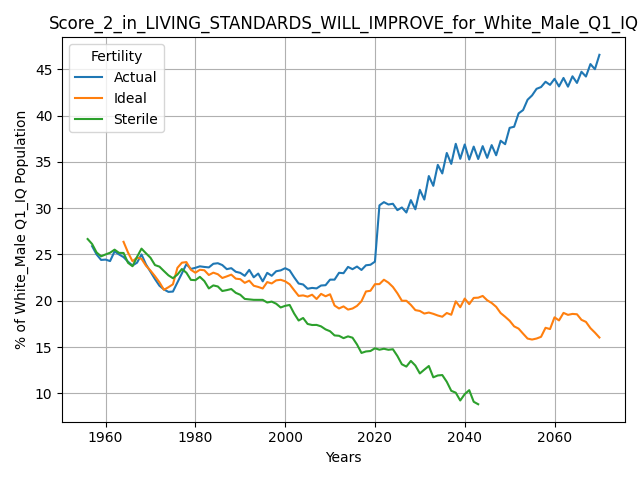 Score_2_in_LIVING_STANDARDS_WILL_IMPROVE_for_White_Male_Q1_IQ
Fertility
Actual
Ideal
Sterile
% of White_Male Q1_IQ Population
45
40
35
30
25
20
15
10
1960 1980 2000 2020 2040 2060
Years